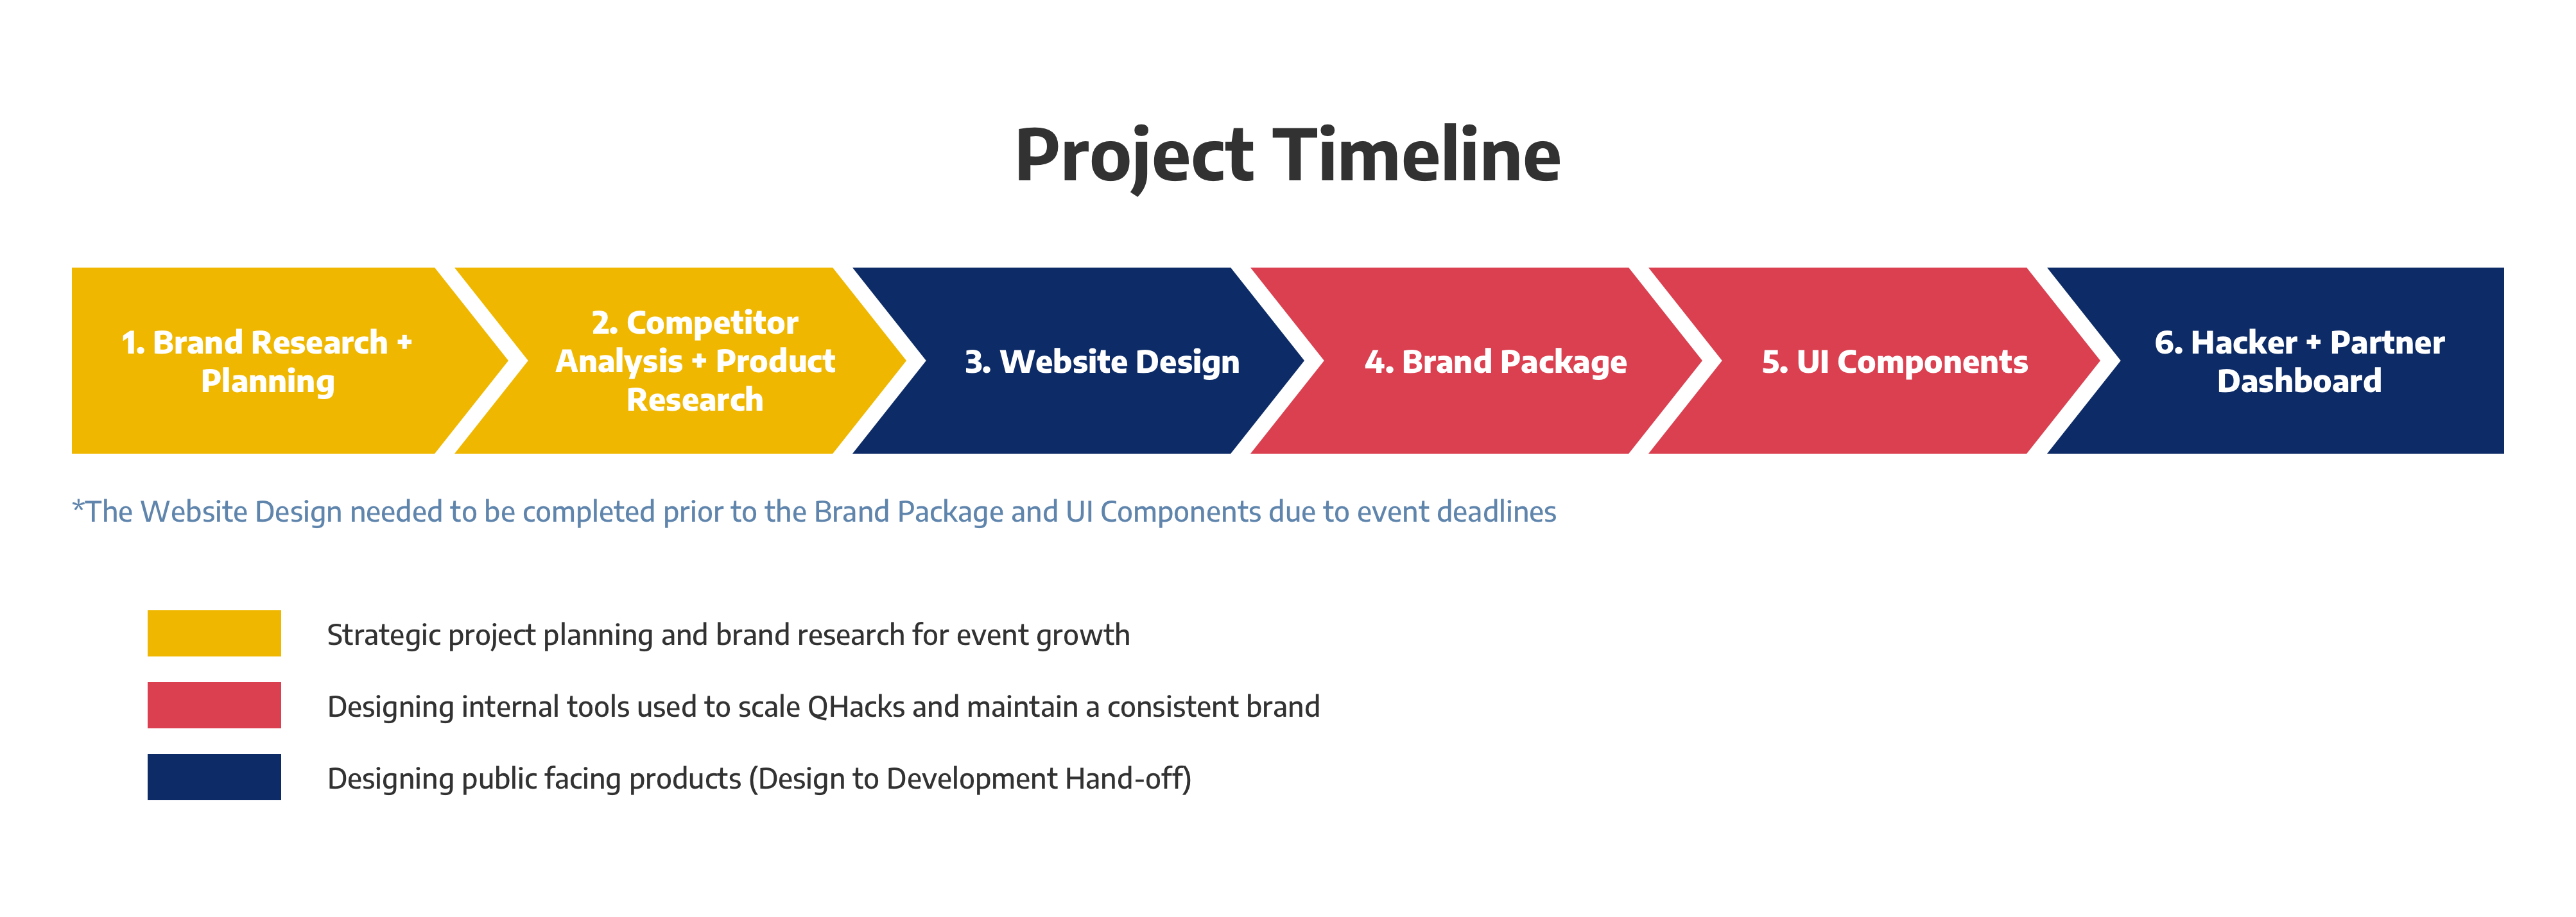 Project Timeline
1. Brand Research +
Planning
2. Competitor
Analysis + Product
Research
3. Website Design
4. Brand Package
5. UI Components
6. Hacker + Partner
Dashboard
*The Website Design needed to be completed prior to the Brand Package and UI Components due to event deadlines
Strategic project planning and brand research for event growth
Designing internal tools used to scale QHacks and maintain a consistent brand
Designing public facing products (Design to Development Hand-off)